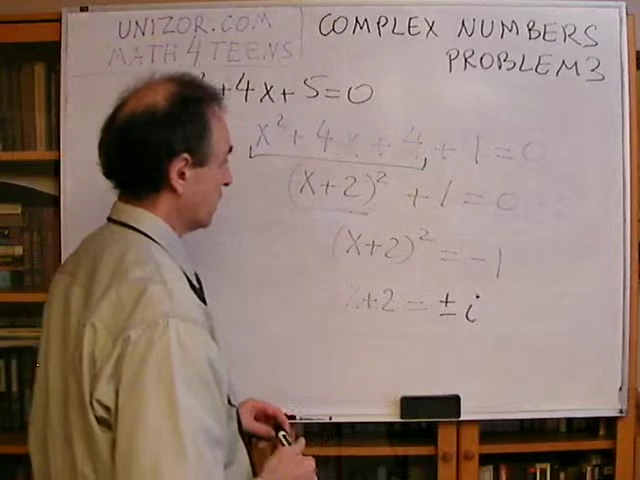 UNIZOR.COM
MATH 4 TEENS
COMPLEX NUMBERS
PROBLEM 3
² + 4x + 5 = 0
x² + 4x + 4 + 1 = 0
(x+2)² + 1 = 0
(x+2)² = -1
x+2 = ± i